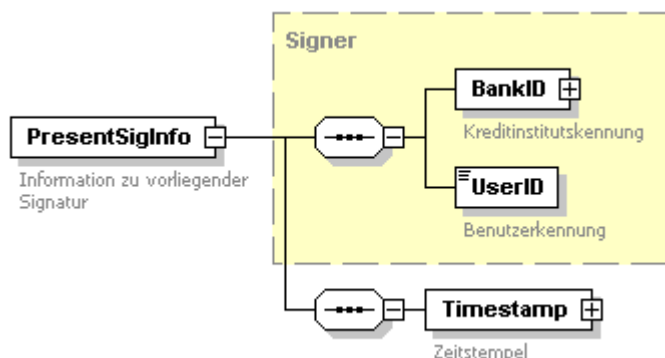 Signer
BankID
Kreditinstitutskennung
PresentSigInfo
Information zu vorliegender
Signatur
UserID
Benutzerkennung
Timestamp
Zeitstempel